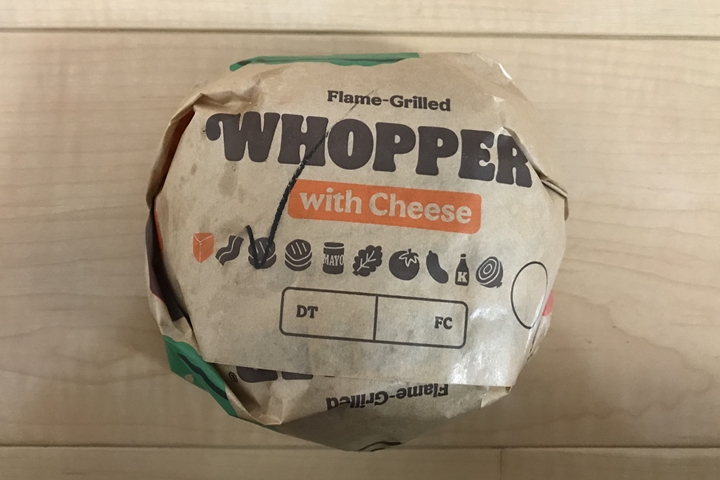 Flame-Grilled
WHOPPER
with Cheese
MAYO
K
DT FC
Flame-Grilled